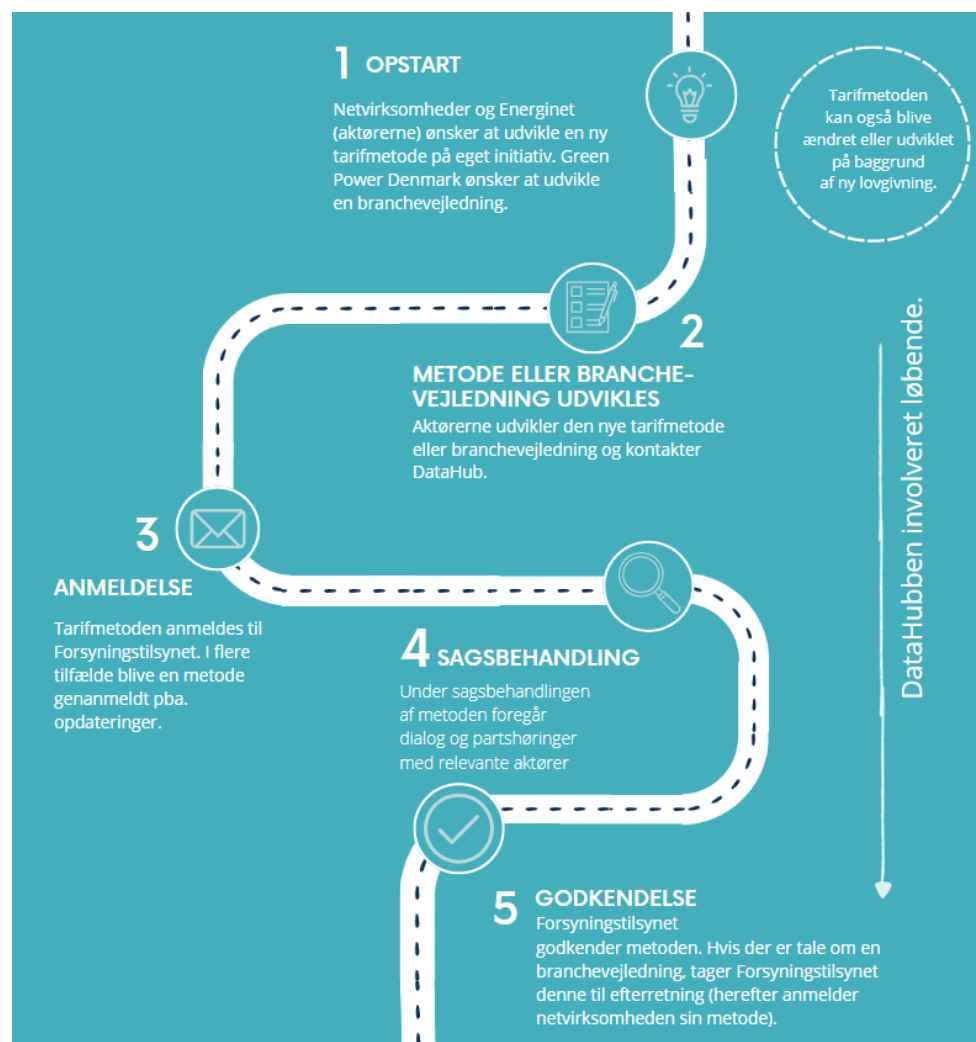 1 OPSTART
Netvirksomheder og Energinet
(aktørerne) ønsker at udvikle en ny
tarifmetode på eget initiativ. Green
Power Denmark ønsker at udvikle
en branchevejledning.
Tarifmetoden
kan også blive
ændret eller udviklet
på baggrund
af ny lovgivning.
2
METODE ELLER BRANCHE-
VEJLEDNING UDVIKLES
Aktørerne udvikler den nye tarifmetode
eller branchevejledning og kontakter
DataHub.
DataHubben involveret løbende.
3
ANMELDELSE
Tarifmetoden anmeldes til
Forsyningstilsynet. I flere
tilfælde blive en metode
genanmeldt pba.
opdateringer.
4 SAGSBEHANDLING
Under sagsbehandlingen
af metoden foregår
dialog og partshøringer
med relevante aktører
5 GODKENDELSE
Forsyningstilsynet
godkender metoden. Hvis der er tale om en
branchevejledning, tager Forsyningstilsynet
denne til efterretning (herefter anmelder
netvirksomheden sin metode).